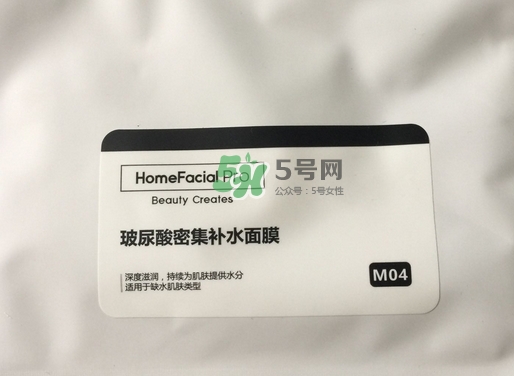 HomeFacial Pro
5号网
公众号:5号女性
Beauty Creates
玻尿酸密集补水面膜
深度滋润,持续为肌肤提供水分
适用于缺水肌肤类型
M04